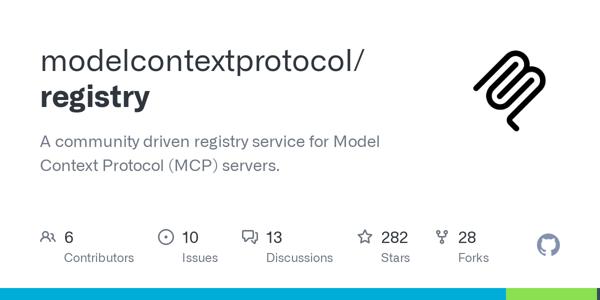 modelcontextprotocol/
registry
A community driven registry service for Model
Context Protocol (MCP) servers.
6 10 13 282 28
Contributors Issues Discussions Stars Forks